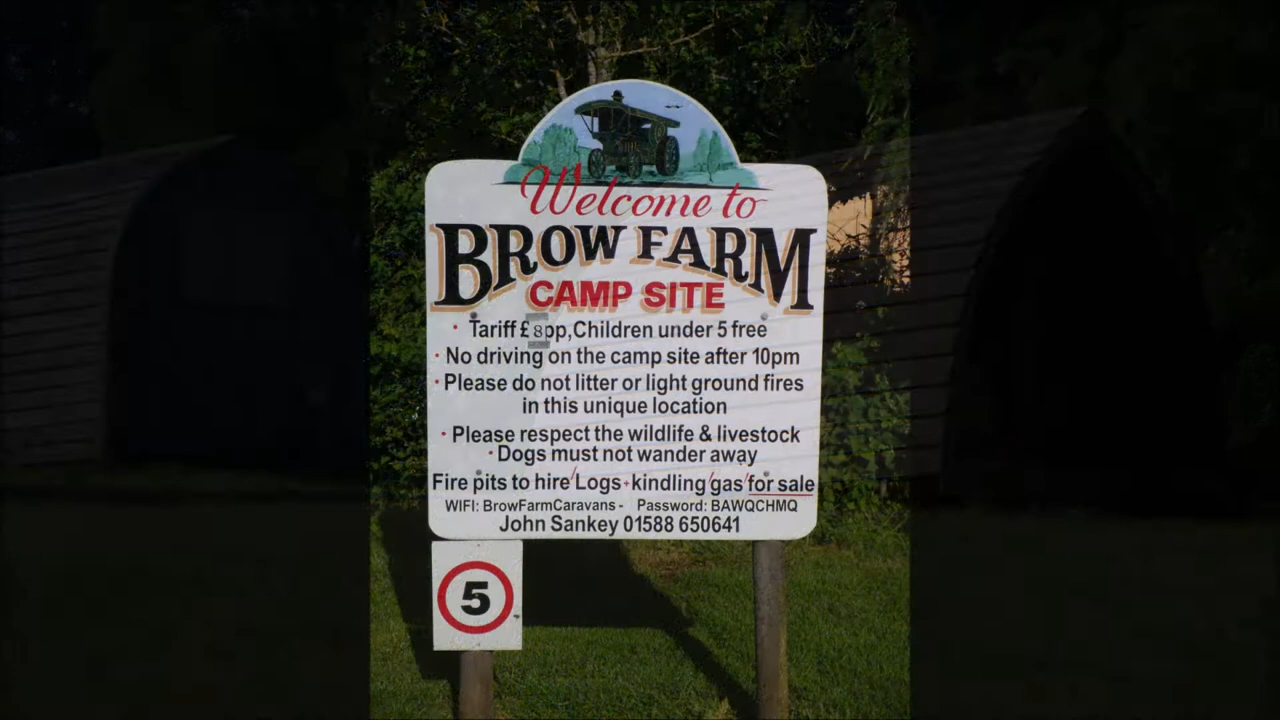 Welcome to
BROW FARM
CAMP SITE
• Tariff £8pp,Children under 5 free
• No driving on the camp site after 10pm
• Please do not litter or light ground fires
in this unique location
• Please respect the wildlife & livestock
• Dogs must not wander away
Fire pits to hire/Logs+kindling/gas/for sale
WIFI: BrowFarmCaravans - Password: BAWQCHMQ
John Sankey 01588 650641
5